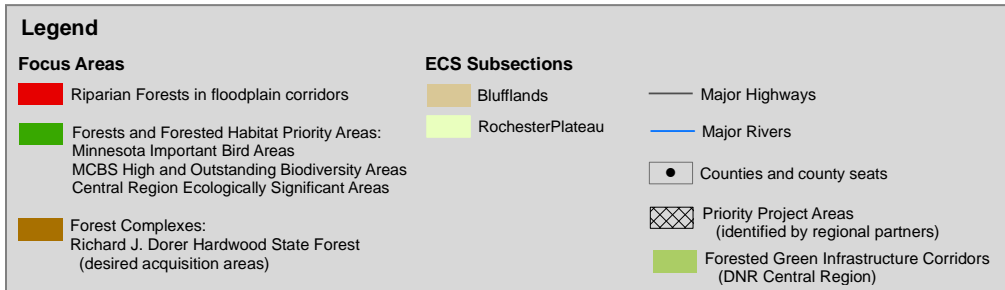 Legend
Focus Areas
Riparian Forests in floodplain corridors
Forests and Forested Habitat Priority Areas:
Minnesota Important Bird Areas
MCBS High and Outstanding Biodiversity Areas
Central Region Ecologically Significant Areas
Forest Complexes:
Richard J. Dorer Hardwood State Forest
(desired acquisition areas)
ECS Subsections
Blufflands
RochesterPlateau
Major Highways
Major Rivers
Counties and county seats
Priority Project Areas
(identified by regional partners)
Forested Green Infrastructure Corridors
(DNR Central Region)